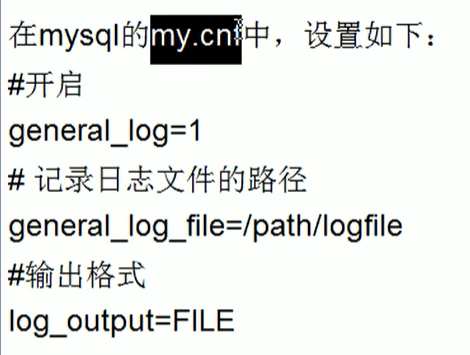 在mysql的my.cnf中，设置如下：
#开启
general_log=1
# 记录日志文件的路径
general_log_file=/path/logfile
#输出格式
log_output=FILE